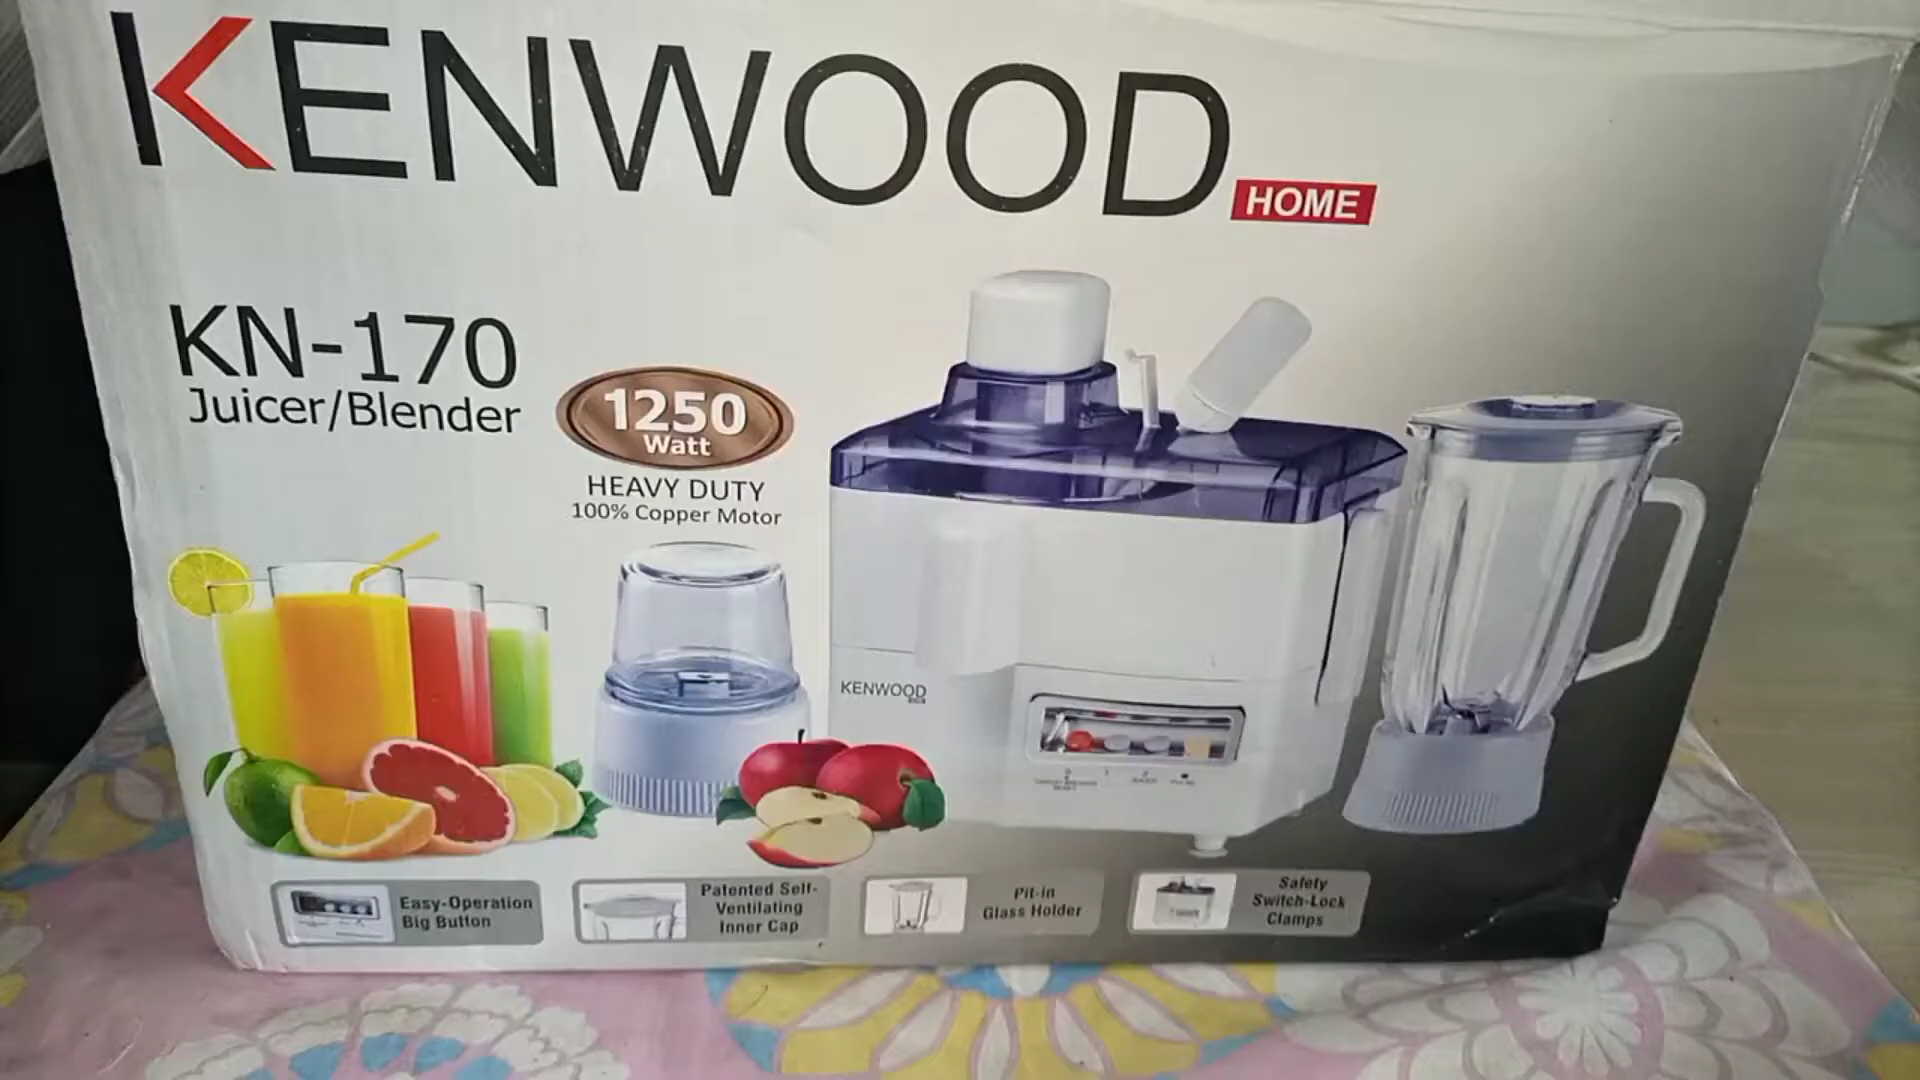 KENWOOD
HOME
KN-170
Juicer/Blender
1250
Watt
HEAVY DUTY
100% Copper Motor
KENWOOD
Easy-Operation
Big Button
Patented Self-
Ventilating
Inner Cap
Pit-in
Glass Holder
Safety
Switch-Lock
Clamps